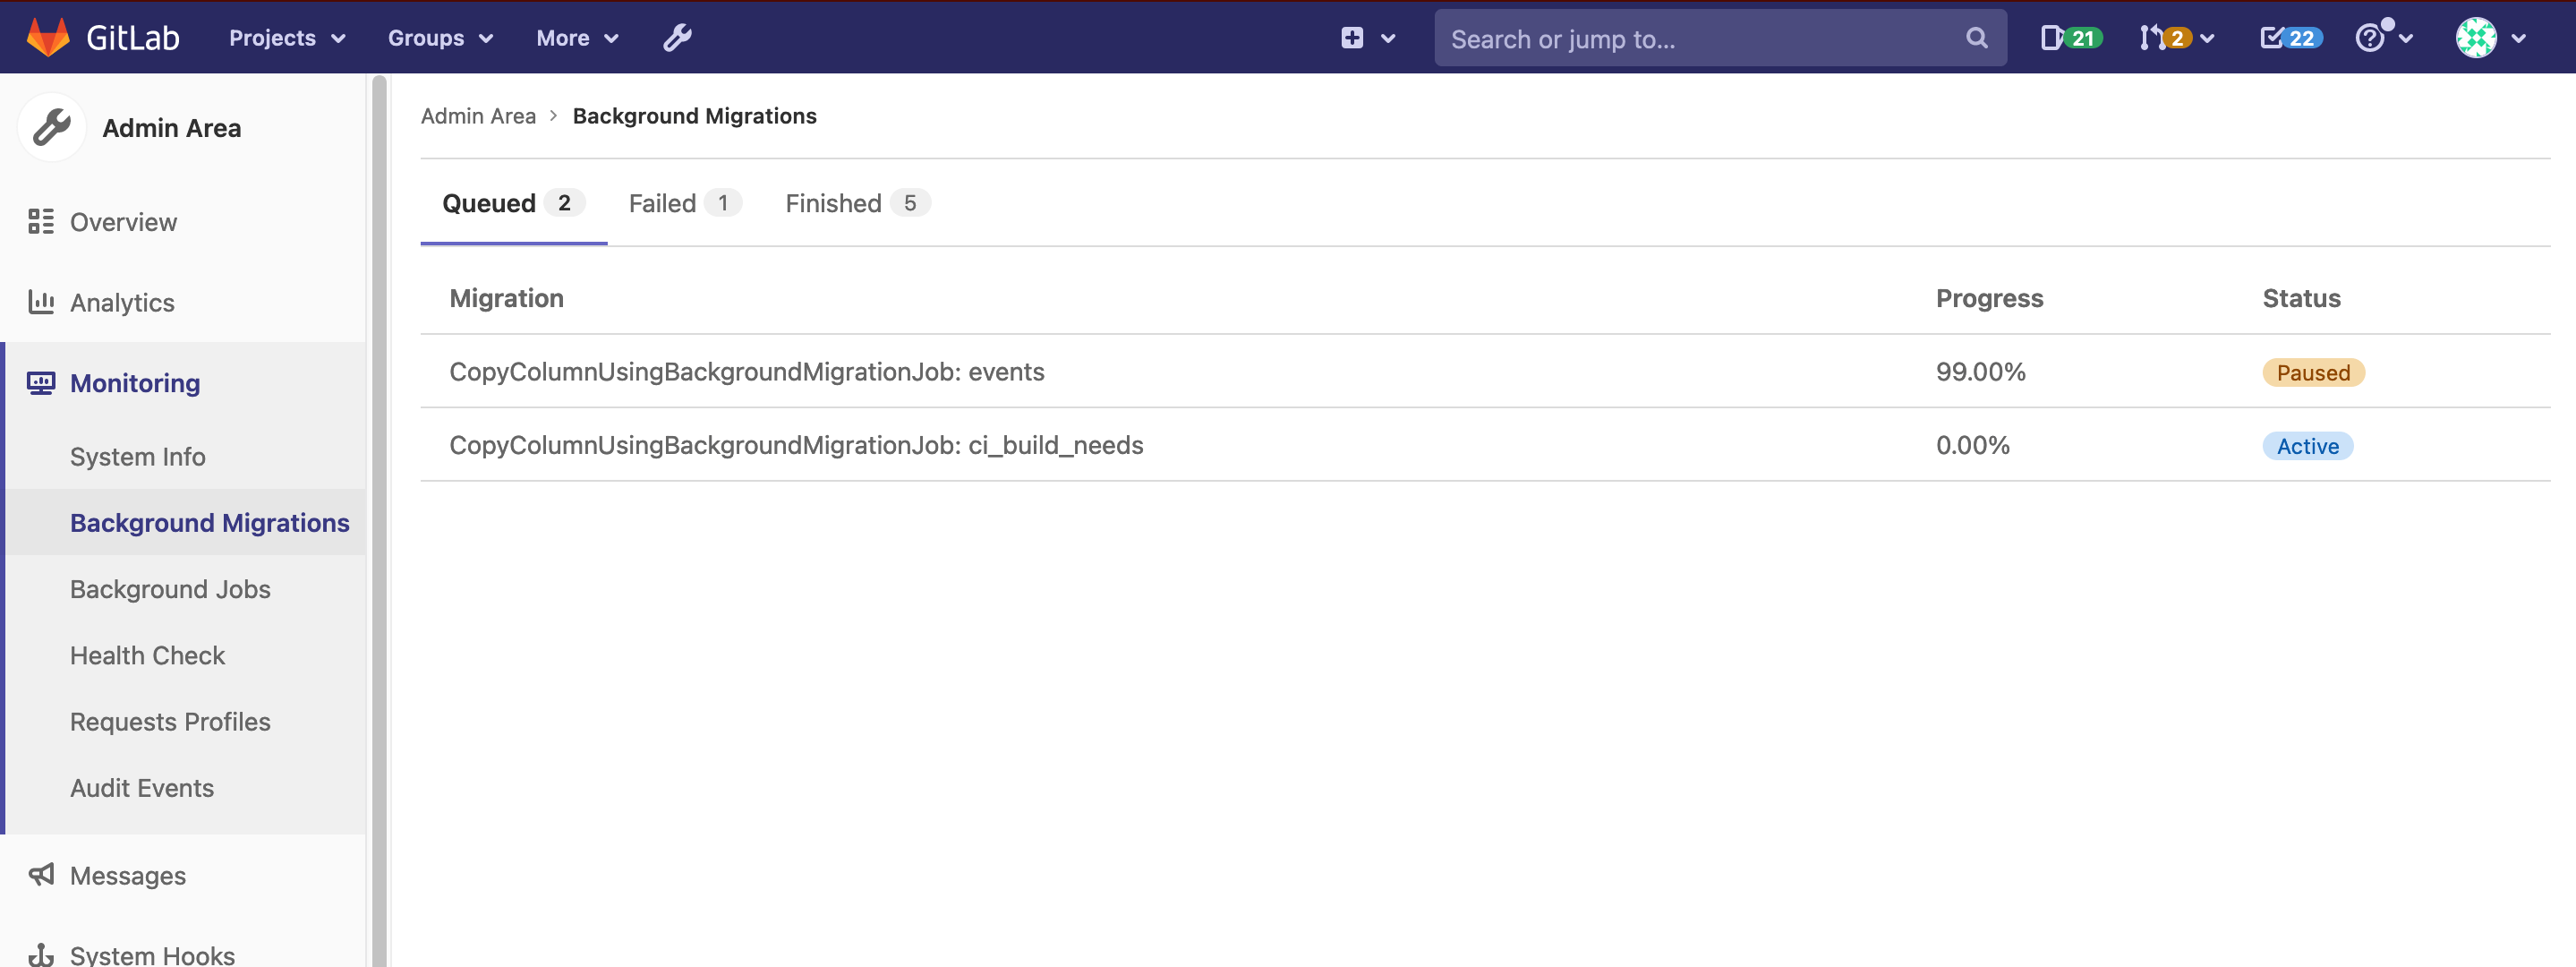 GitLab Projects Groups More Search or jump to... 21 2 22
Admin Area
Overview
Analytics
Monitoring
System Info
Background Migrations
Background Jobs
Health Check
Requests Profiles
Audit Events
Messages
System Hooks
Admin Area > Background Migrations
Queued 2 Failed 1 Finished 5
Migration Progress Status
CopyColumnUsingBackgroundMigrationJob: events 99.00% Paused
CopyColumnUsingBackgroundMigrationJob: ci_build_needs 0.00% Active